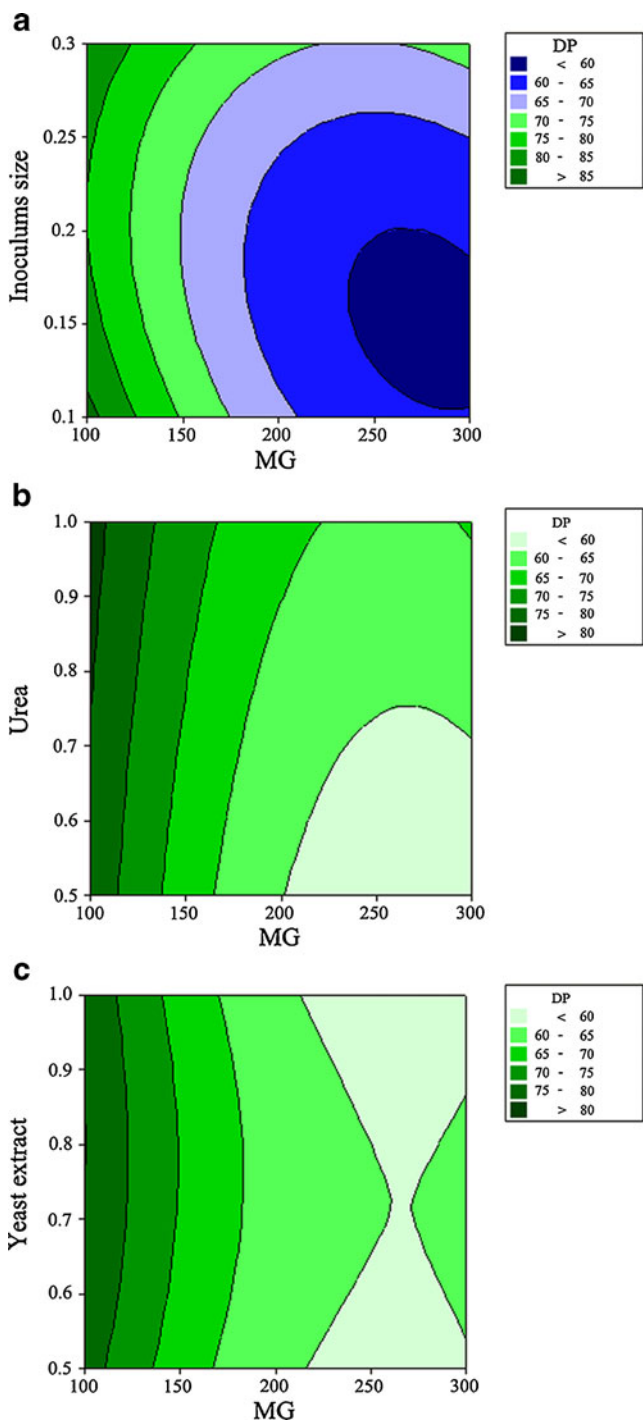 a
0.3
0.25
0.2
0.15
0.1
Inoculums size
100 150 200 250 300
MG
DP
< 60
60 - 65
65 - 70
70 - 75
75 - 80
80 - 85
> 85
b
1.0
0.9
0.8
0.7
0.6
0.5
Urea
100 150 200 250 300
MG
DP
< 60
60 - 65
65 - 70
70 - 75
75 - 80
> 80
c
1.0
0.9
0.8
0.7
0.6
0.5
Yeast extract
100 150 200 250 300
MG
DP
< 60
60 - 65
65 - 70
70 - 75
75 - 80
> 80